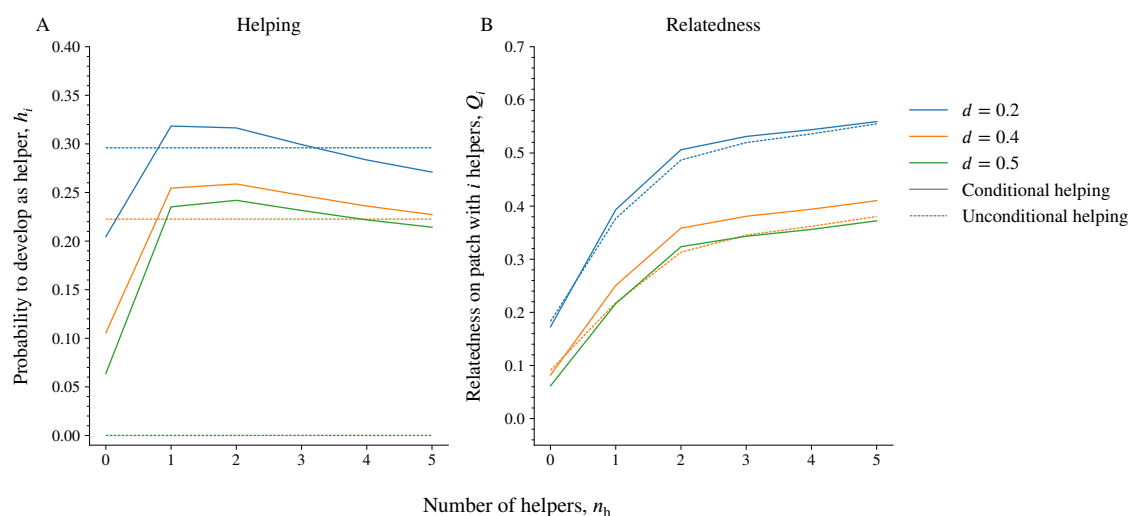 A
Helping
B
Relatedness
Probability to develop as helper, h_i
0.40
0.35
0.30
0.25
0.20
0.15
0.10
0.05
0.00
0
1
2
3
4
5
Relatedness on patch with i helpers, Q_i
0.7
0.6
0.5
0.4
0.3
0.2
0.1
0.0
0
1
2
3
4
5
d = 0.2
d = 0.4
d = 0.5
Conditional helping
Unconditional helping
Number of helpers, n_h